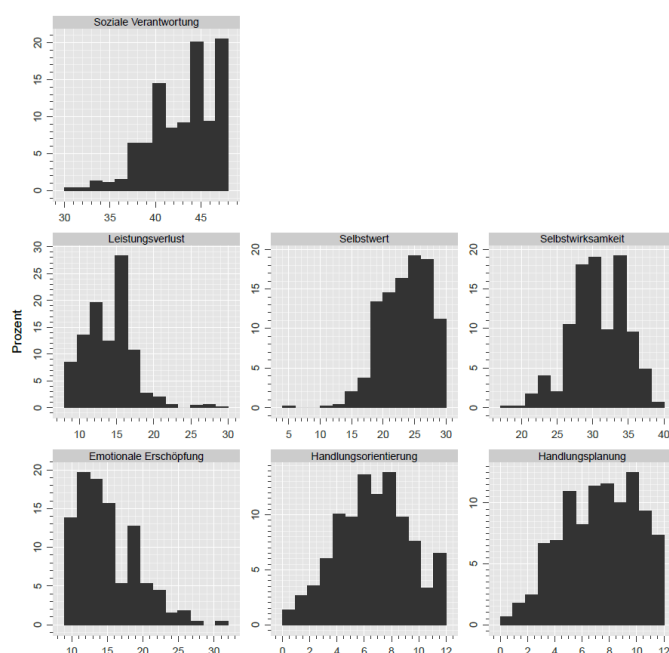 Soziale Verantwortung
0 5 10 15 20
30 35 40 45
Prozent
Leistungsverlust
0 5 10 15 20 25 30
10 15 20 25 30
Selbstwert
0 5 10 15 20
5 10 15 20 25 30
Selbstwirksamkeit
0 5 10 15 20
20 25 30 35 40
Emotionale Erschöpfung
0 5 10 15 20
10 15 20 25 30
Handlungsorientierung
0 5 10
0 2 4 6 8 10 12
Handlungsplanung
0 5 10
0 2 4 6 8 10 12